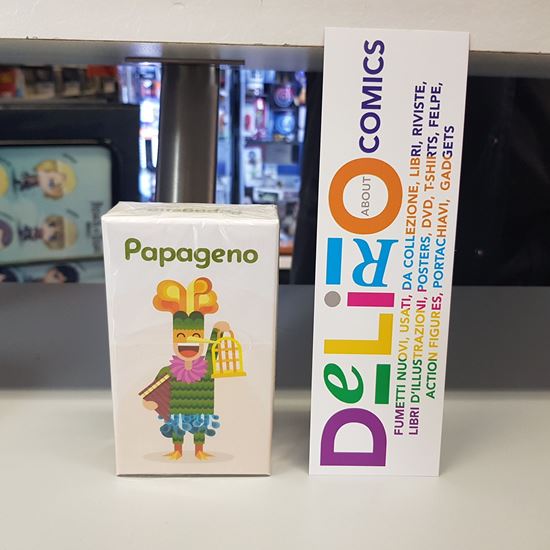 Papageno
DeLiRiO
ABOUT
COMICS
FUMETTI NUOVI, USATI, DA COLLEZIONE, LIBRI, RIVISTE,
LIBRI D'ILLUSTRAZIONI, POSTERS, DVD, T-SHIRTS, FELPE,
ACTION FIGURES, PORTACHIAVI, GADGETS